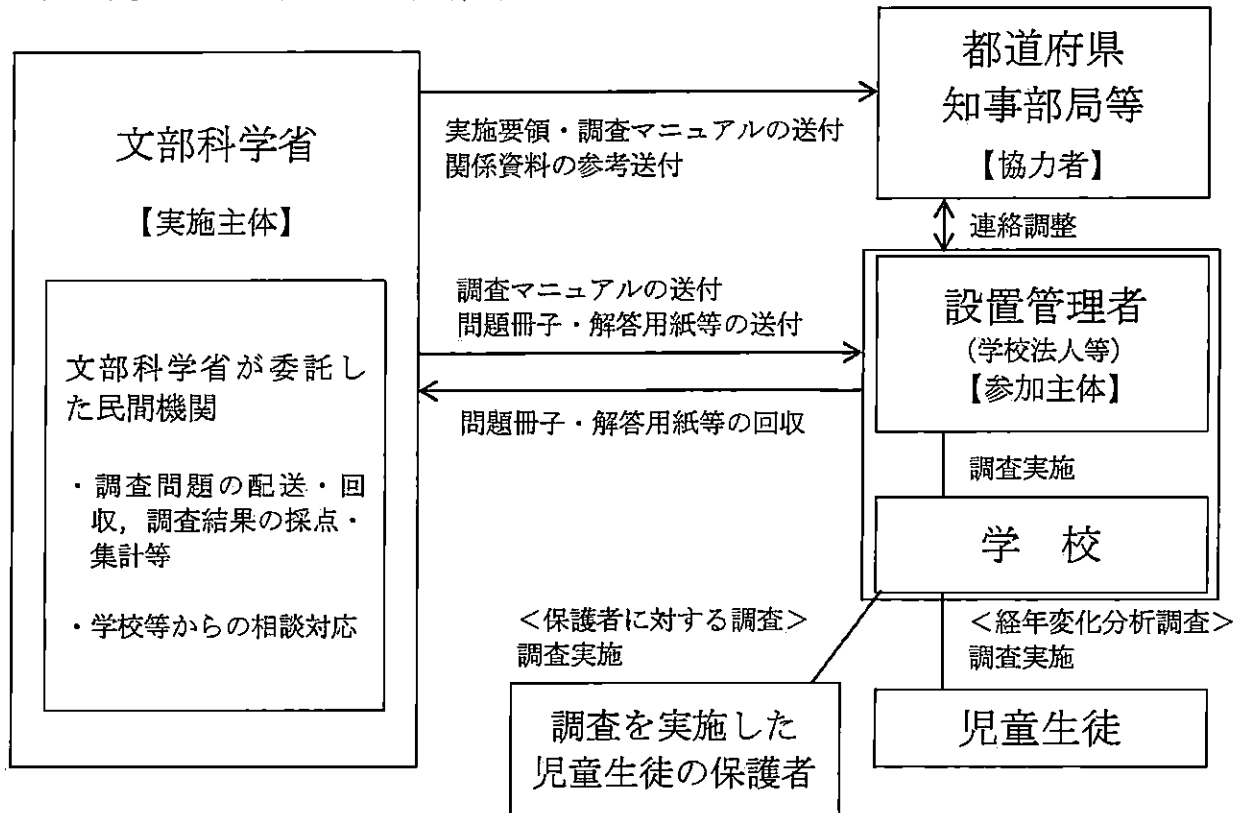 文部科学省
【実施主体】
文部科学省が委託し
た民間機関
・調査問題の配送・回
収，調査結果の採点・
集計等
・学校等からの相談対応
実施要領・調査マニュアルの送付
関係資料の参考送付
都道府県
知事部局等
【協力者】
連絡調整
調査マニュアルの送付
問題冊子・解答用紙等の送付
問題冊子・解答用紙等の回収
設置管理者
（学校法人等）
【参加主体】
調査実施
学　校
＜保護者に対する調査＞
調査実施
＜経年変化分析調査＞
調査実施
調査を実施した
児童生徒の保護者
児童生徒